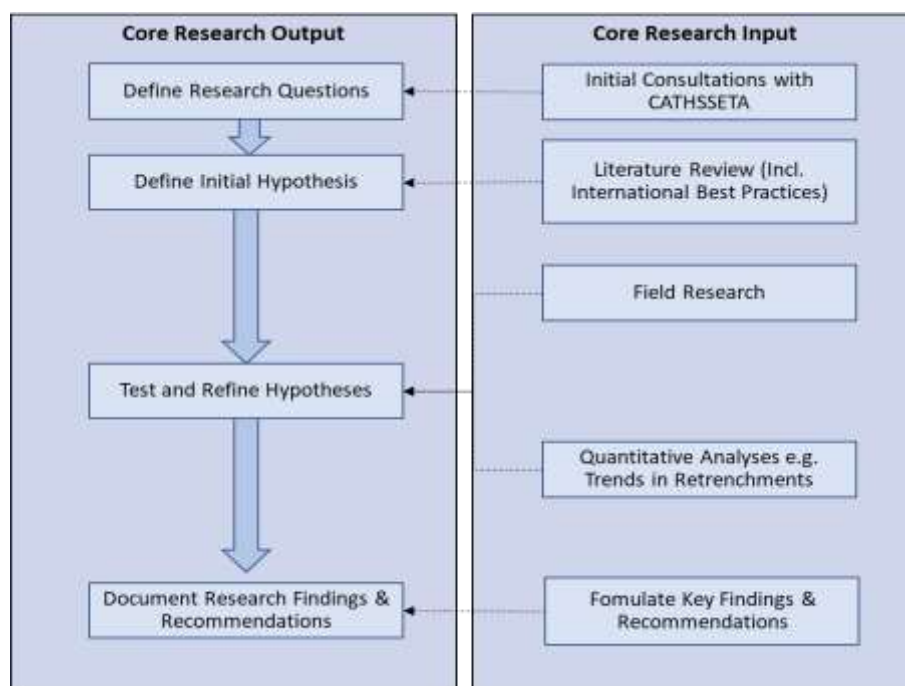 Core Research Output
Define Research Questions
Define Initial Hypothesis
Test and Refine Hypotheses
Document Research Findings &
Recommendations
Core Research Input
Initial Consultations with
CATHSSETA
Literature Review (Incl.
International Best Practices)
Field Research
Quantitative Analyses e.g.
Trends in Retrenchments
Fomulate Key Findings &
Recommendations